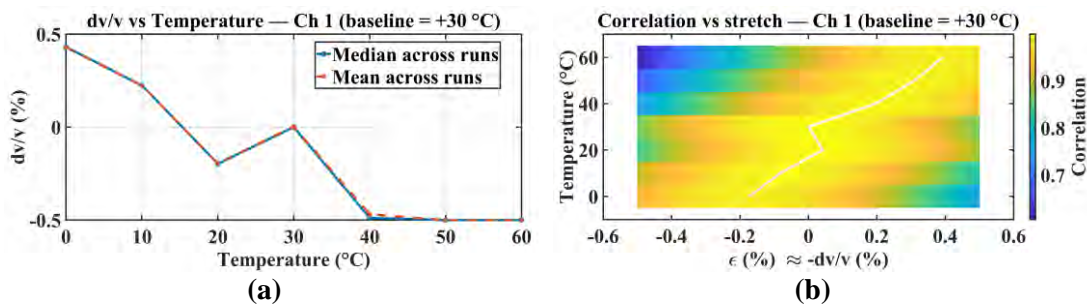 dv/v vs Temperature — Ch 1 (baseline = +30 °C)
0.5
0
-0.5
dv/v (%)
Median across runs
Mean across runs
0 10 20 30 40 50 60
Temperature (°C)
(a)
Correlation vs stretch — Ch 1 (baseline = +30 °C)
60
40
20
0
Temperature (°C)
-0.6 -0.4 -0.2 0 0.2 0.4 0.6
ϵ (%) ≈ -dv/v (%)
0.9
0.8
0.7
Correlation
(b)